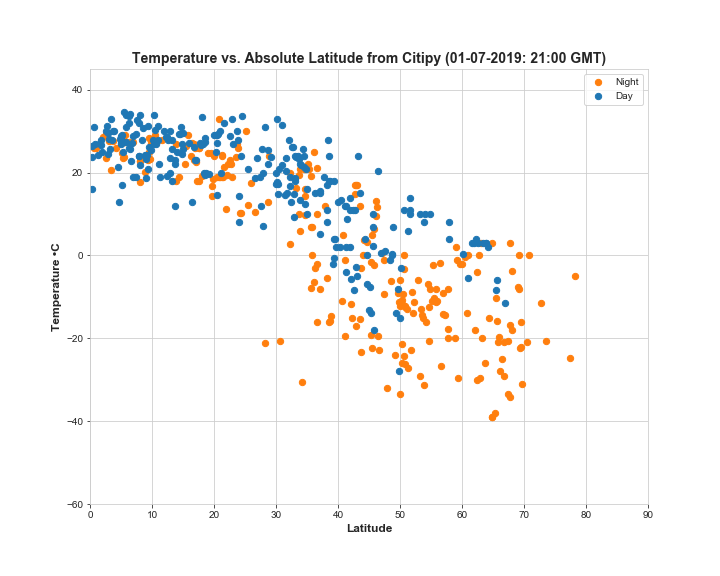 Temperature vs. Absolute Latitude from Citipy (01-07-2019: 21:00 GMT)
Night
Day
40
20
0
−20
−40
−60
Temperature •C
0 10 20 30 40 50 60 70 80 90
Latitude